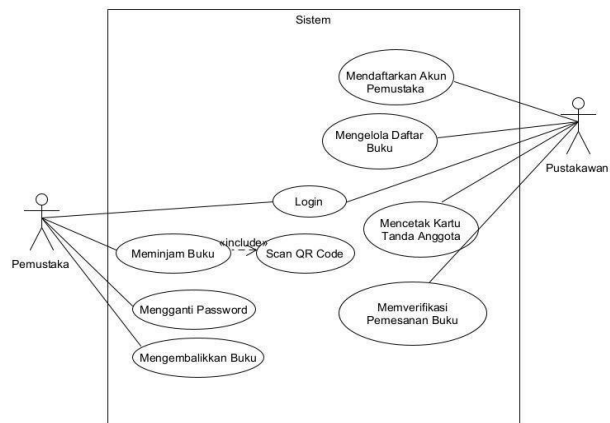 Sistem
Mendaftarkan Akun
Pemustaka
Mengelola Daftar
Buku
Pustakawan
Login
Mencetak Kartu
Tanda Anggota
«include»
Meminjam Buku
Scan QR Code
Pemustaka
Mengganti Password
Memverifikasi
Pemesanan Buku
Mengembalikkan Buku